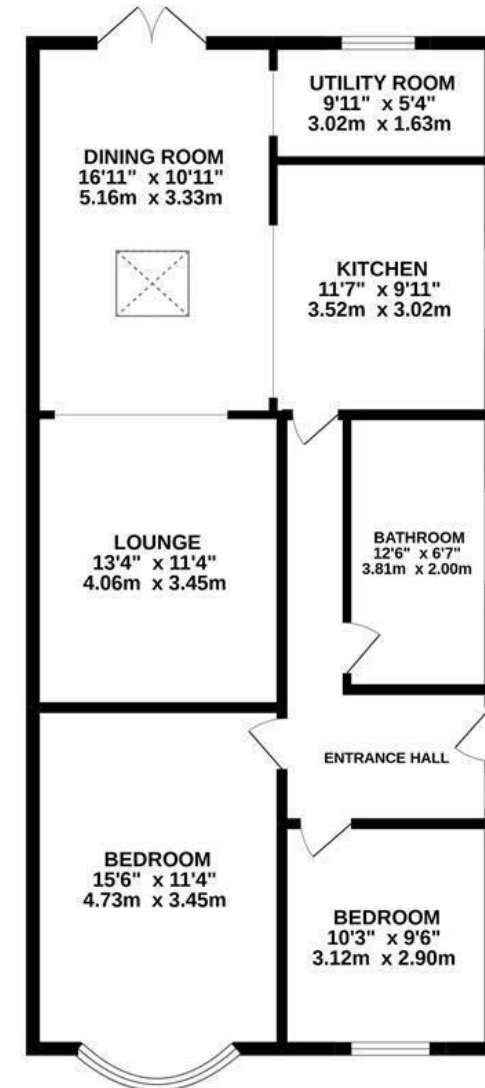 UTILITY ROOM
9'11" x 5'4"
3.02m x 1.63m
DINING ROOM
16'11" x 10'11"
5.16m x 3.33m
KITCHEN
11'7" x 9'11"
3.52m x 3.02m
LOUNGE
13'4" x 11'4"
4.06m x 3.45m
BATHROOM
12'6" x 6'7"
3.81m x 2.00m
ENTRANCE HALL
BEDROOM
15'6" x 11'4"
4.73m x 3.45m
BEDROOM
10'3" x 9'6"
3.12m x 2.90m